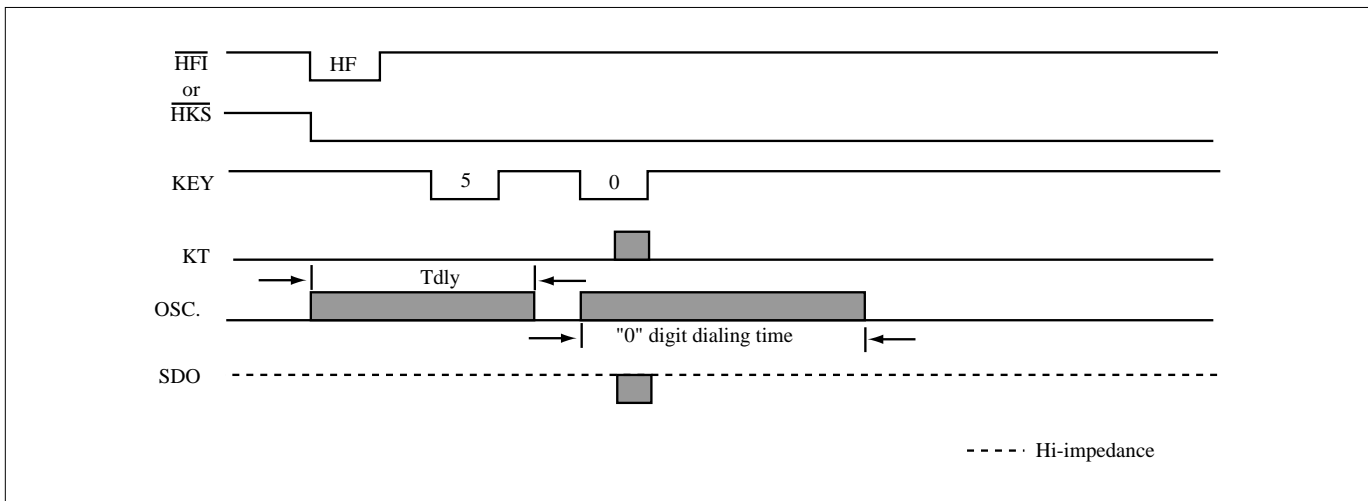 HFI
HF
or
HKS
KEY
5
0
KT
Tdly
OSC.
"0" digit dialing time
SDO
Hi-impedance